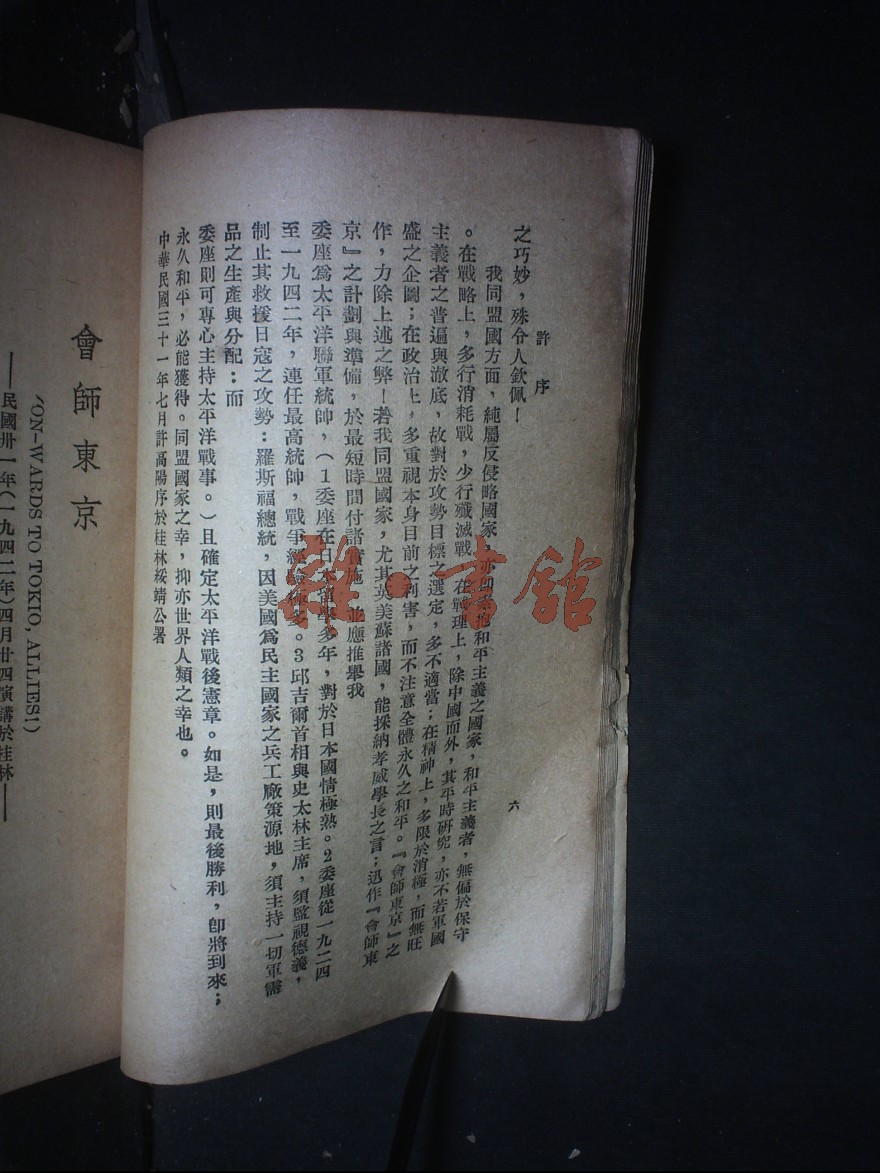 許序
六
之巧妙，殊令人欽佩！
我同盟國方面，純屬反侵略國家，亦即素抱和平主義之國家，和平主義者，無偏於保守
。在戰略上，多行消耗戰，少行殲滅戰。在戰理上，除中國而外，其平時研究，亦不若軍國
主義者之普遍與澈底，故對於攻勢目標之選定，多不適當；在精神上，多限於消極，而無旺
盛之企圖；在政治上，多重視本身目前之利害，而不注意全體永久之和平。『會師東京』之
作，力除上述之弊！若我同盟國家，尤其英美蘇諸國，能採納孝威學長之言；迅作『會師東
京』之計劃與準備，於最短時間付諸實施，並應推舉我
委座爲太平洋聯軍統帥，（1委座在日本留學多年，對於日本國情極熟。2委座從一九二四
至一九四二年，連任最高統帥，戰爭經驗極多。3邱吉爾首相與史太林主席，須監視德義，
制止其救援日寇之攻勢：羅斯福總統，因美國爲民主國家之兵工廠策源地，須主持一切軍需
品之生產與分配：而
委座則可專心主持太平洋戰事。）且確定太平洋戰後憲章。如是，則最後勝利，卽將到來；
永久和平，必能獲得。同盟國家之幸，抑亦世界人類之幸也。
中華民國三十一年七月許高陽序於桂林綏靖公署
會師東京
(ON-WARDS TO TOKIO, ALLIES!)
——民國卅一年（一九四二年）四月廿四演講於桂林——
雜·書館